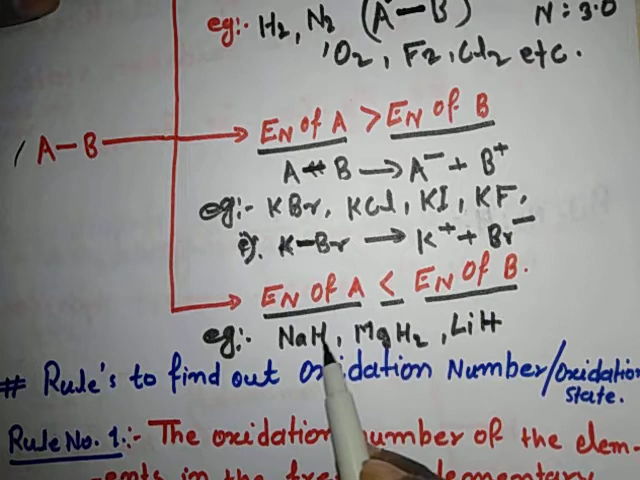 eg:- H2, N2 (A-B) N:3.0
'O2, F2, Cl2 etc.
A-B
EN of A > EN of B
A-B → A⁻ + B⁺
eg:- KBr, KCl, KI, KF,
K-Br → K⁺ + Br⁻
EN of A < EN of B.
eg:- NaH, MgH2, LiH
# Rule's to find out Oxidation Number/Oxidation
State.
Rule No. 1:- The oxidation number of the elem-